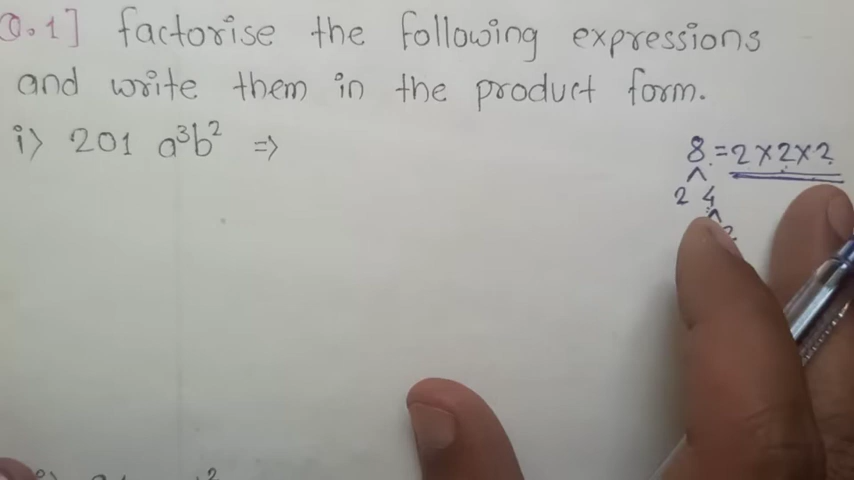 Q.1] factorise the following expressions
and write them in the product form.
i) 201 a³b² ⇒
8 = 2×2×2
2 4
2